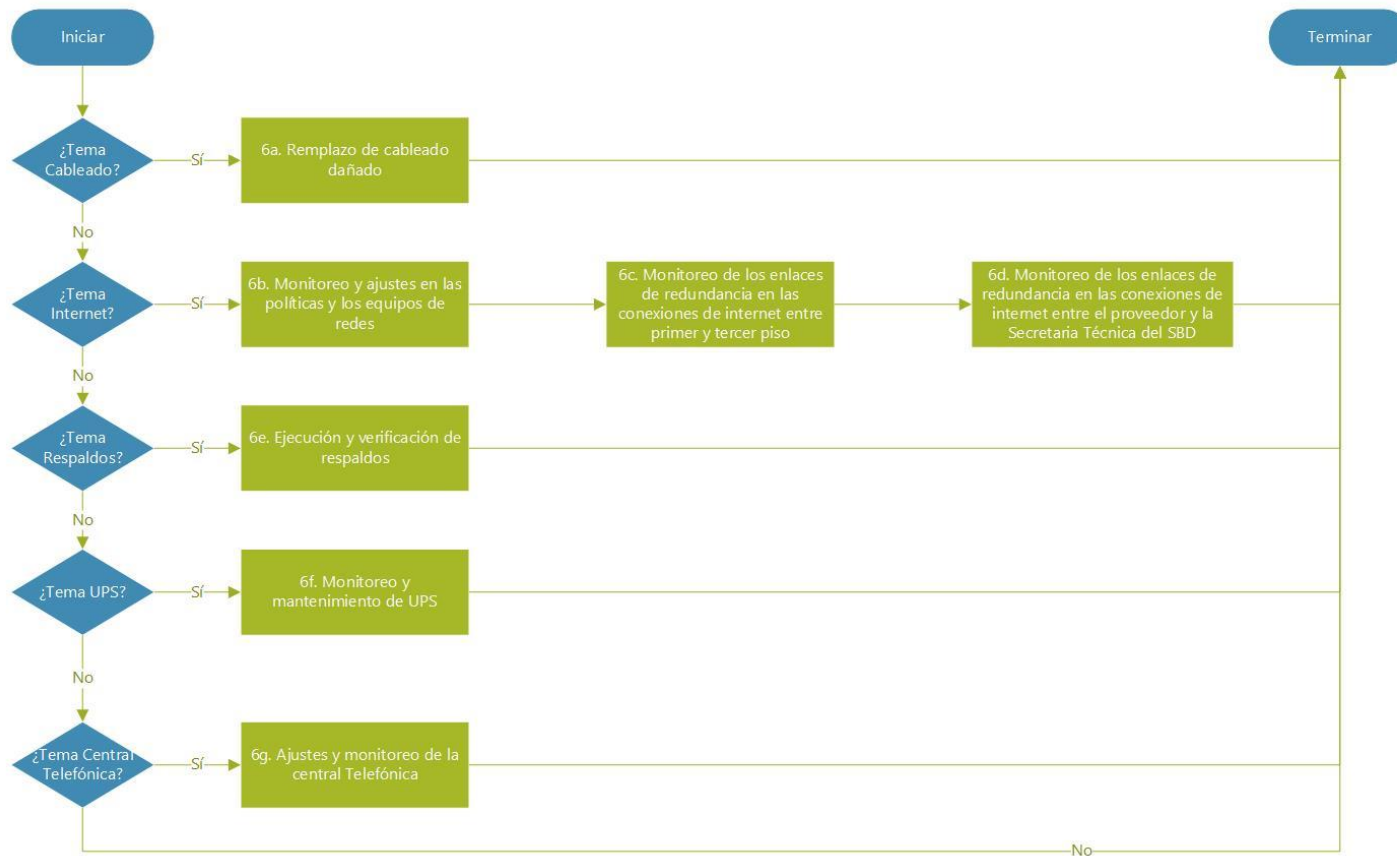 Iniciar
Terminar
¿Tema
Cableado?
Sí
6a. Remplazo de cableado
dañado
No
¿Tema
Internet?
Sí
6b. Monitoreo y ajustes en las
políticas y los equipos de
redes
6c. Monitoreo de los enlaces
de redundancia en las
conexiones de internet entre
primer y tercer piso
6d. Monitoreo de los enlaces de
redundancia en las conexiones de
internet entre el proveedor y la
Secretaria Técnica del SBD
No
¿Tema
Respaldos?
Sí
6e. Ejecución y verificación de
respaldos
No
¿Tema UPS?
Sí
6f. Monitoreo y
mantenimiento de UPS
No
¿Tema Central
Telefónica?
Sí
6g. Ajustes y monitoreo de la
central Telefónica
No